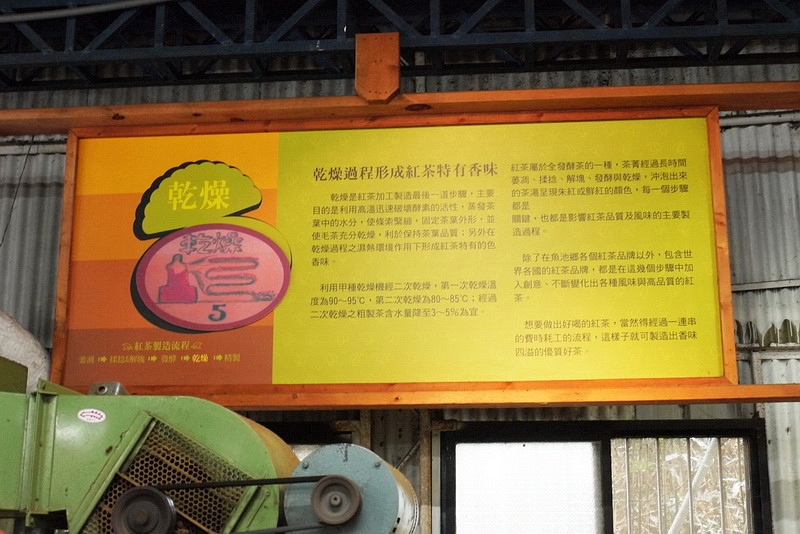 乾燥
乾燥
5
紅茶製造流程
萎凋 揉捻&解塊 發酵 乾燥 精製
乾燥過程形成紅茶特有香味
乾燥是紅茶加工製造最後一道步驟，主要
目的是利用高溫迅速破壞酵素的活性，蒸發茶
葉中的水分，使條索緊縮，固定茶葉外形，並
使毛茶充分乾燥，利於保持茶葉品質；另外在
乾燥過程之濕熱環境作用下形成紅茶特有的色
香味。
利用甲種乾燥機經二次乾燥，第一次乾燥溫
度為90～95℃，第二次乾燥為80～85℃；經過
二次乾燥之粗製茶含水量降至3～5%為宜。
紅茶屬於全發酵茶的一種，茶菁經過長時間
萎凋、揉捻、解塊、發酵與乾燥，沖泡出來
的茶湯呈現朱紅或鮮紅的顏色，每一個步驟
都是
關鍵，也都是影響紅茶品質及風味的主要製
造過程。
除了在魚池鄉各個紅茶品牌以外，包含世
界各國的紅茶品牌，都是在這幾個步驟中加
入創意、不斷變化出各種風味與高品質的紅
茶。
想要做出好喝的紅茶，當然得經過一連串
的費時耗工的流程，這樣子就可製造出香味
四溢的優質好茶。